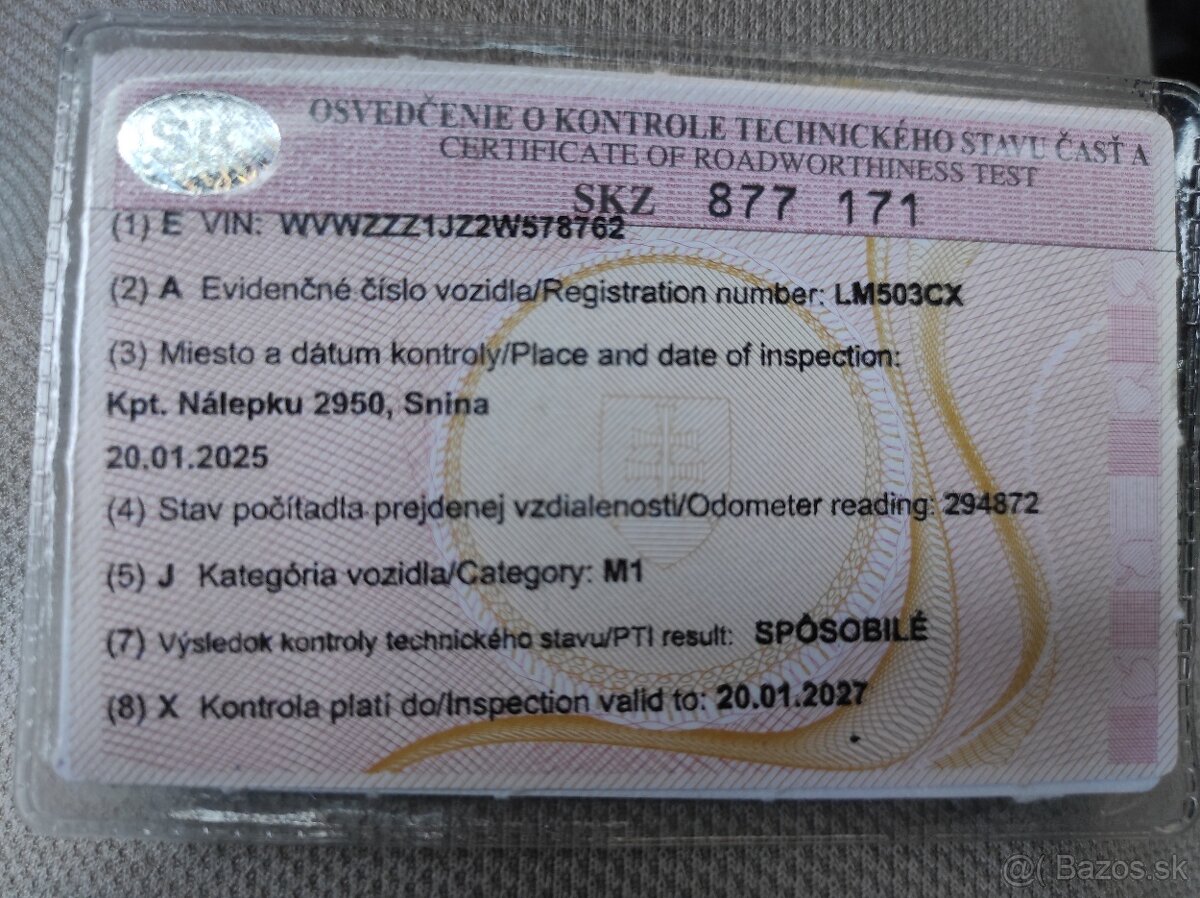 OSVEDČENIE O KONTROLE TECHNICKÉHO STAVU ČASŤ A
CERTIFICATE OF ROADWORTHINESS TEST
SKZ 877 171
(1) E VIN: WVWZZZ1JZ2W578762
(2) A Evidenčné číslo vozidla/Registration number: LM503CX
(3) Miesto a dátum kontroly/Place and date of inspection:
Kpt. Nálepku 2950, Snina
20.01.2025
(4) Stav počítadla prejdenej vzdialenosti/Odometer reading: 294872
(5) J Kategória vozidla/Category: M1
(7) Výsledok kontroly technického stavu/PTI result: SPÔSOBILÉ
(8) X Kontrola platí do/Inspection valid to: 20.01.2027
@( Bazos.sk